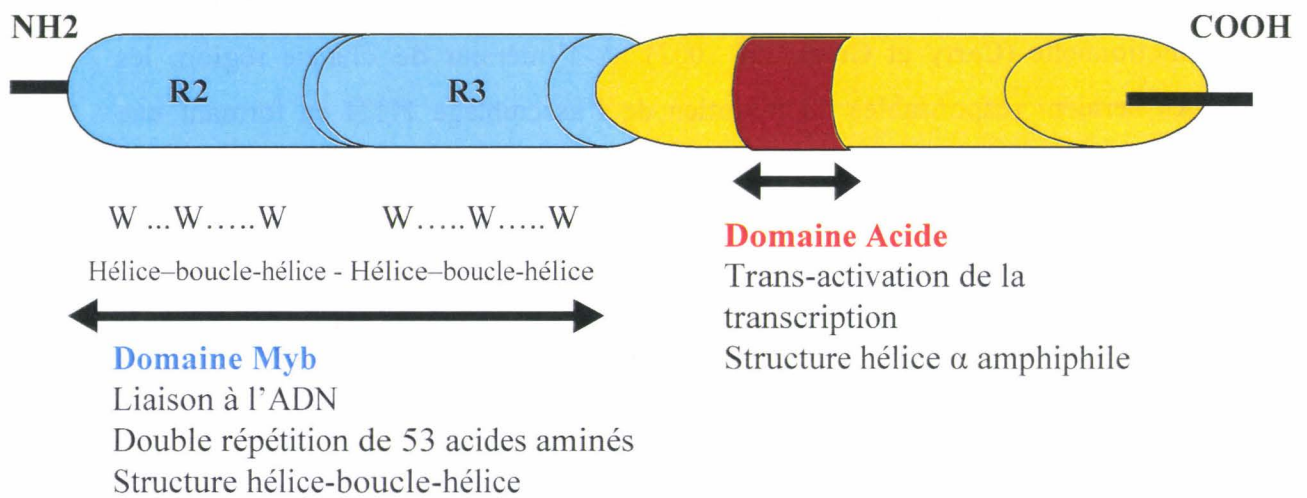 NH2
COOH
R2
R3
W ...W…..W
W…..W…..W
Hélice–boucle-hélice - Hélice–boucle-hélice
Domaine Myb
Liaison à l’ADN
Double répétition de 53 acides aminés
Structure hélice-boucle-hélice
Domaine Acide
Trans-activation de la
transcription
Structure hélice α amphiphile